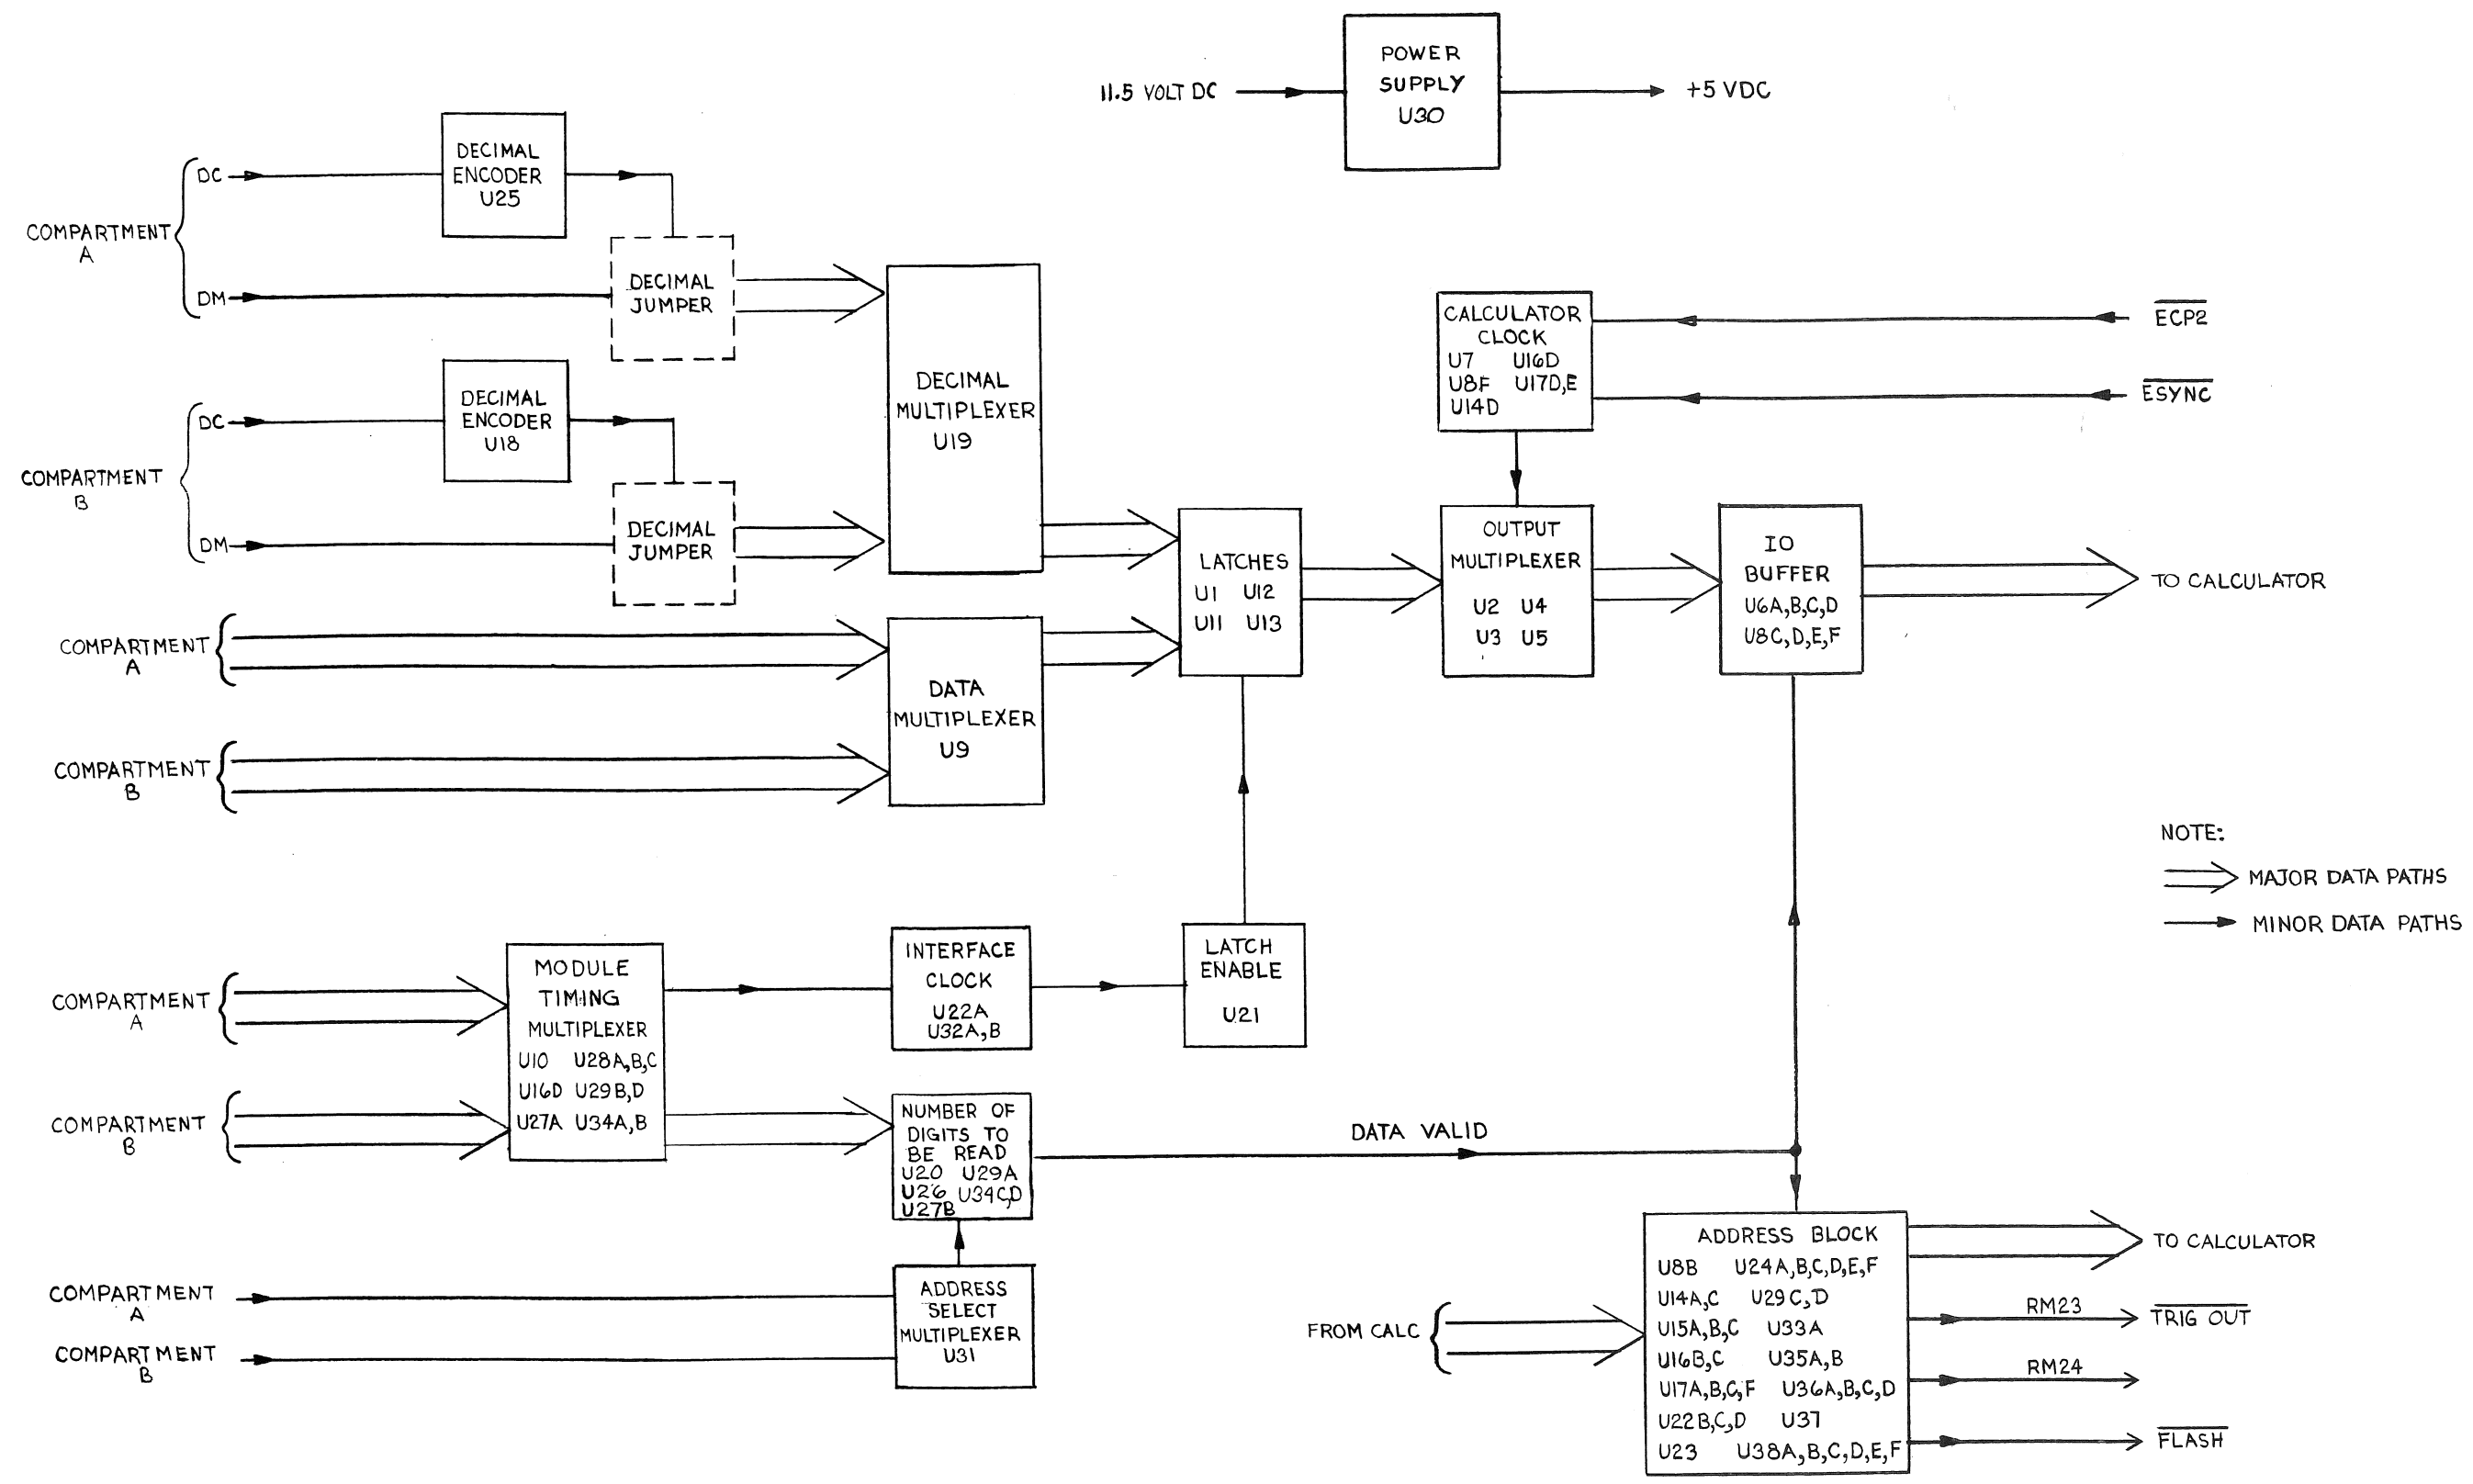 11.5 VOLT DC
POWER
SUPPLY
U30
+5 VDC
COMPARTMENT
A
DC
DM
DECIMAL
ENCODER
U25
DECIMAL
JUMPER
COMPARTMENT
B
DC
DM
DECIMAL
ENCODER
U18
DECIMAL
JUMPER
DECIMAL
MULTIPLEXER
U19
COMPARTMENT
A
COMPARTMENT
B
DATA
MULTIPLEXER
U9
LATCHES
U1 U12
U11 U13
CALCULATOR
CLOCK
U7 U16D
U8F U17D,E
U14D
ECP2
ESYNC
OUTPUT
MULTIPLEXER
U2 U4
U3 U5
IO
BUFFER
U6A,B,C,D
U8C,D,E,F
TO CALCULATOR
NOTE:
MAJOR DATA PATHS
MINOR DATA PATHS
COMPARTMENT
A
COMPARTMENT
B
MODULE
TIMING
MULTIPLEXER
U10 U28A,B,C
U16D U29B,D
U27A U34A,B
INTERFACE
CLOCK
U22A
U32A,B
LATCH
ENABLE
U21
NUMBER OF
DIGITS TO
BE READ
U20 U29A
U26 U34C,D
U27B
DATA VALID
COMPARTMENT
A
COMPARTMENT
B
ADDRESS
SELECT
MULTIPLEXER
U31
FROM CALC
ADDRESS BLOCK
U8B U24A,B,C,D,E,F
U14A,C U29C,D
U15A,B,C U33A
U16B,C U35A,B
U17A,B,C,F U36A,B,C,D
U22B,C,D U37
U23 U38A,B,C,D,E,F
TO CALCULATOR
RM23
TRIG OUT
RM24
FLASH